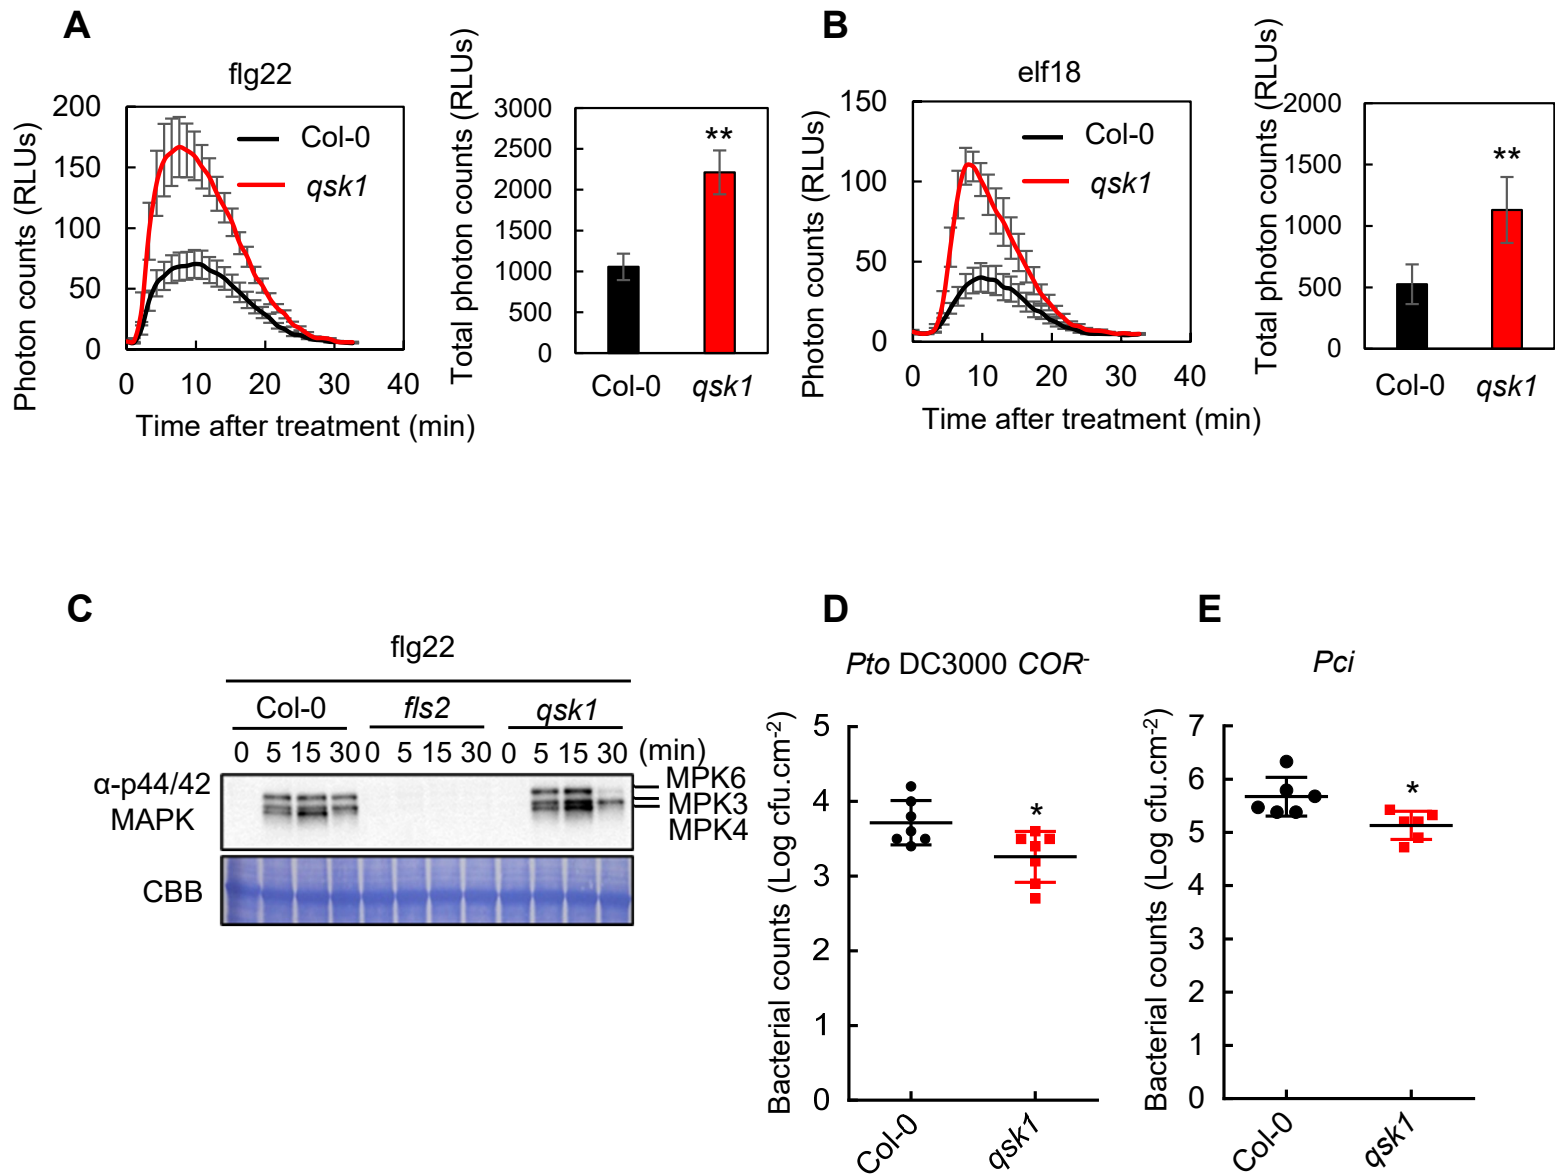 A
flg22
Photon counts (RLUs)
200
150
100
50
0
0 10 20 30 40
Time after treatment (min)
Col-0
qsk1
Total photon counts (RLUs)
3000
2500
2000
1500
1000
500
0
**
Col-0 qsk1
B
elf18
Photon counts (RLUs)
150
100
50
0
0 10 20 30 40
Time after treatment (min)
Col-0
qsk1
Total photon counts (RLUs)
2000
1500
1000
500
0
**
Col-0 qsk1
C
flg22
Col-0 fls2 qsk1
0 5 15 30 0 5 15 30 0 5 15 30 (min)
α-p44/42
MAPK
MPK6
MPK3
MPK4
CBB
D
Pto DC3000 COR-
Bacterial counts (Log cfu.cm-2)
5
4
3
2
1
0
*
Col-0 qsk1
E
Pci
Bacterial counts (Log cfu.cm-2)
7
6
5
4
3
2
1
0
*
Col-0 qsk1